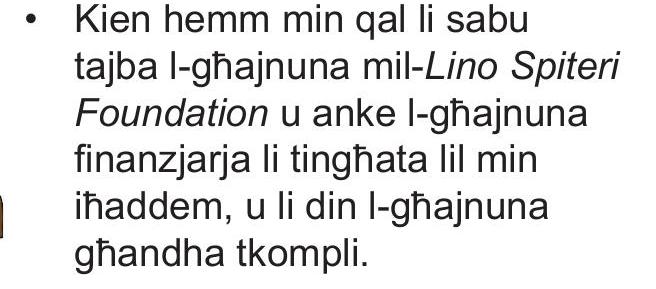 • Kien hemm min qal li sabu
tajba l-għajnuna mil-Lino Spiteri
Foundation u anke l-għajnuna
finanzjarja li tingħata lil min
iħaddem, u li din l-għajnuna
għandha tkompli.